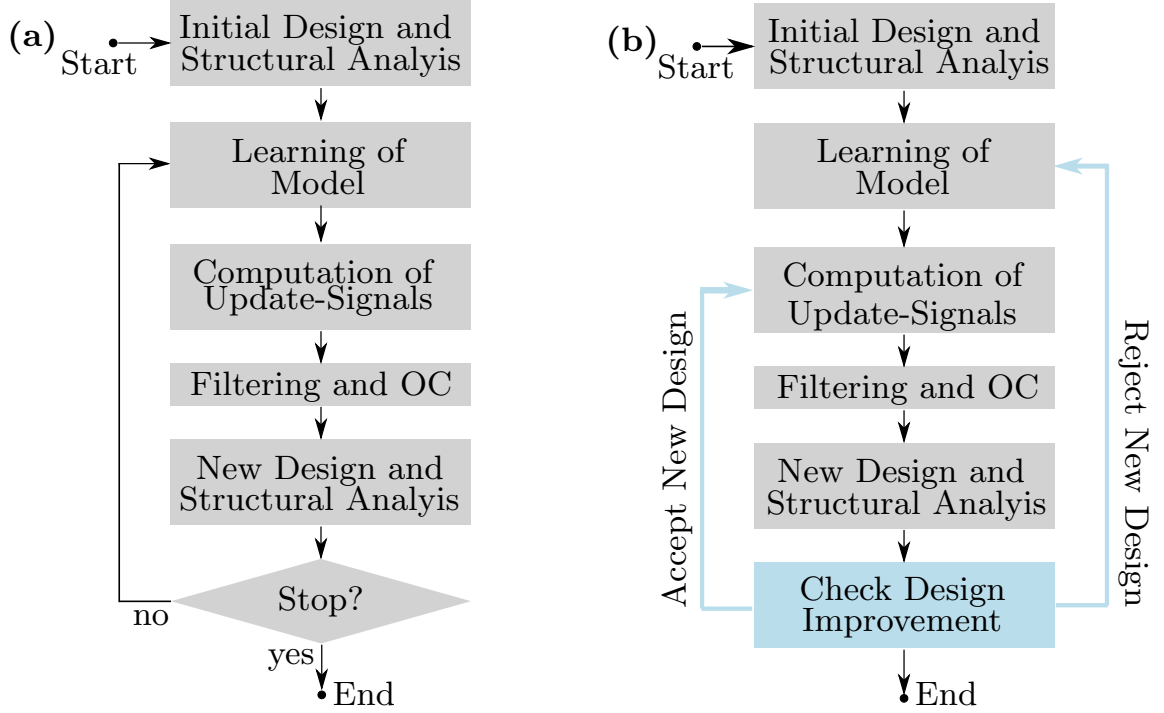 (a)
Start
Initial Design and
Structural Analyis
Learning of
Model
Computation of
Update-Signals
Filtering and OC
New Design and
Structural Analyis
Stop?
no
yes
End
(b)
Start
Initial Design and
Structural Analyis
Learning of
Model
Computation of
Update-Signals
Filtering and OC
New Design and
Structural Analyis
Check Design
Improvement
Accept New Design
Reject New Design
End